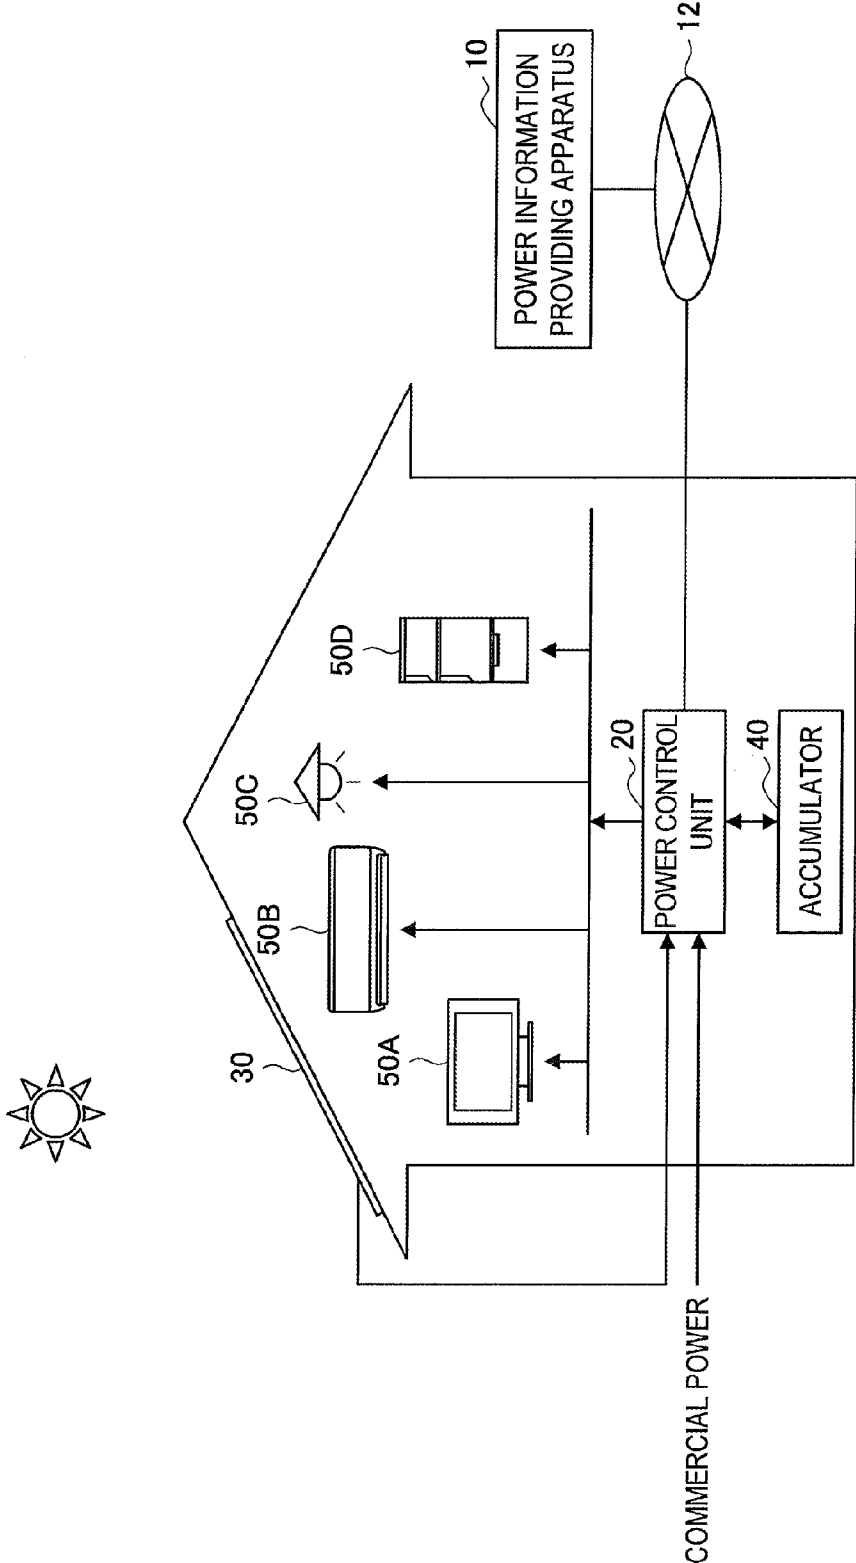 30
50A
50B
50C
50D
10
POWER INFORMATION
PROVIDING APPARATUS
12
20
POWER CONTROL
UNIT
40
ACCUMULATOR
COMMERCIAL POWER